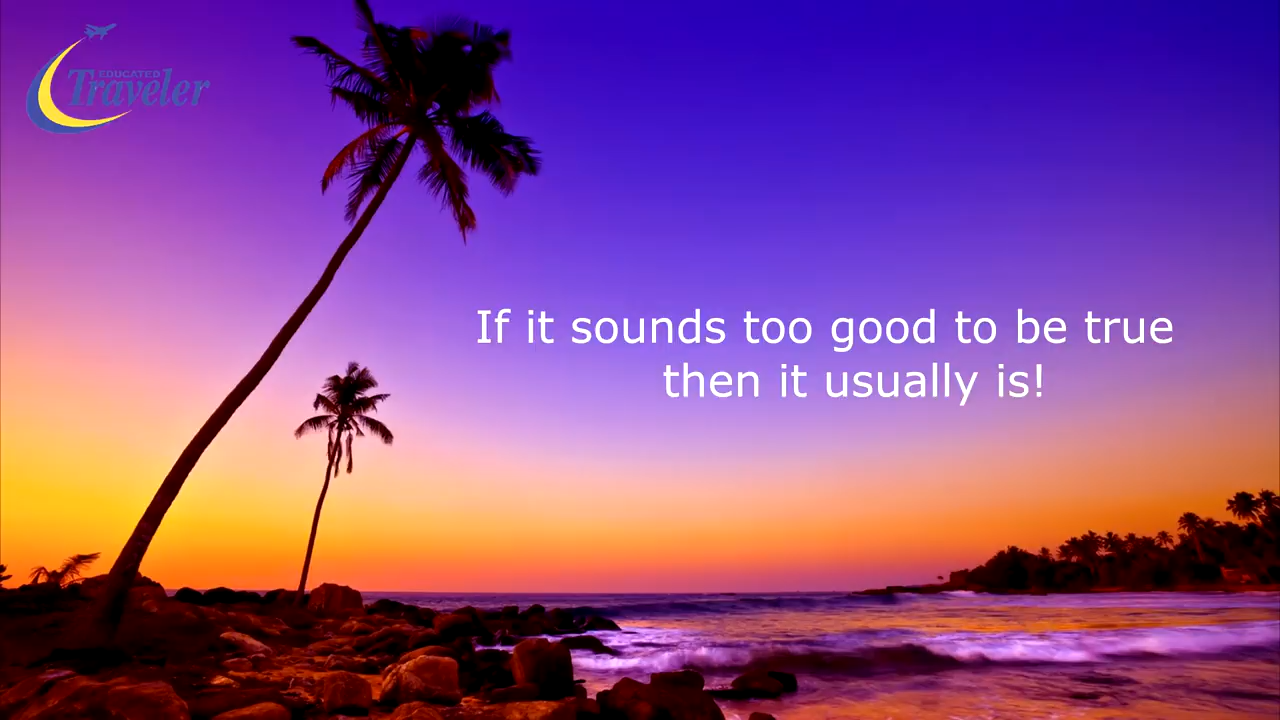 EDUCATED
Traveler
If it sounds too good to be true
then it usually is!